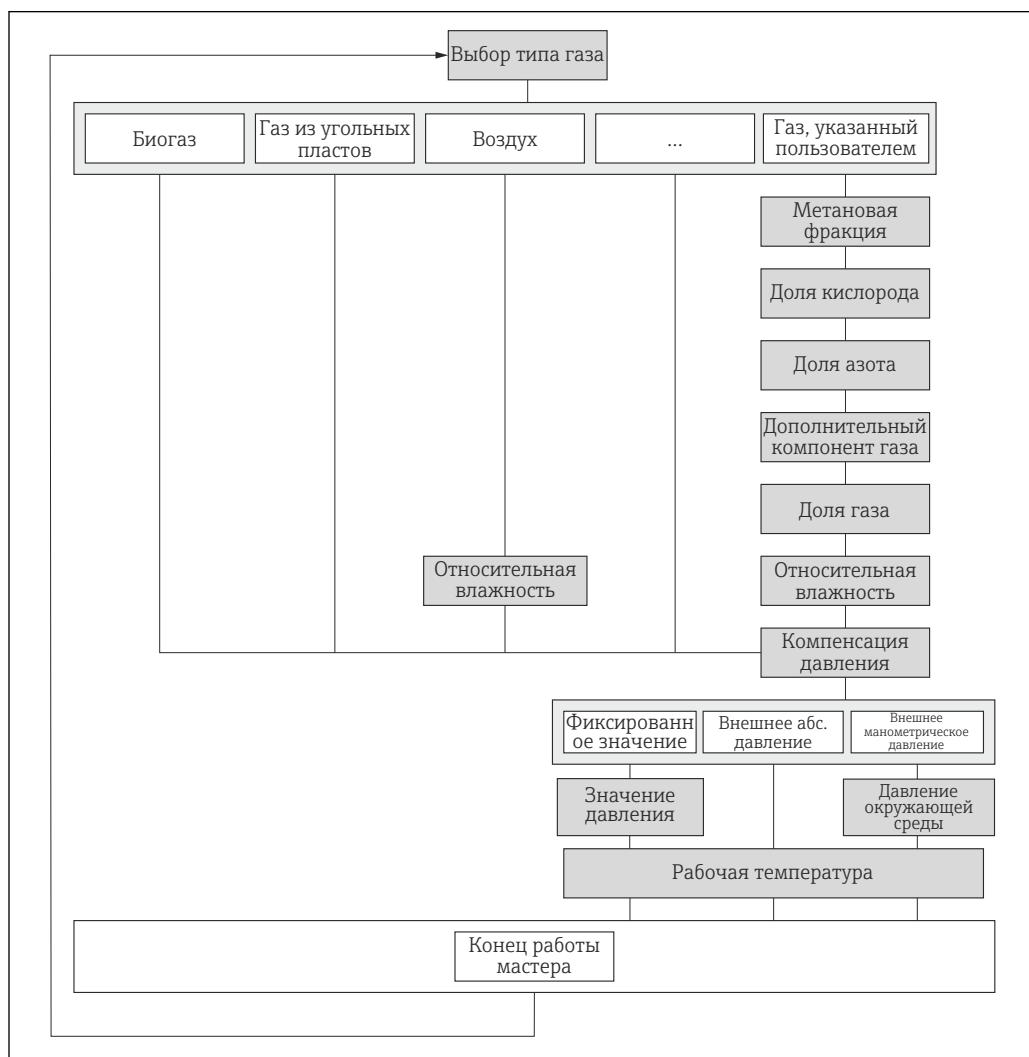 Выбор типа газа
Биогаз
Газ из угольных
пластов
Воздух
...
Газ, указанный
пользователем
Метановая
фракция
Доля кислорода
Доля азота
Дополнительный
компонент газа
Доля газа
Относительная
влажность
Относительная
влажность
Компенсация
давления
Фиксированн
ое значение
Внешнее абс.
давление
Внешнее
манометрическое
давление
Значение
давления
Давление
окружающей
среды
Рабочая температура
Конец работы
мастера